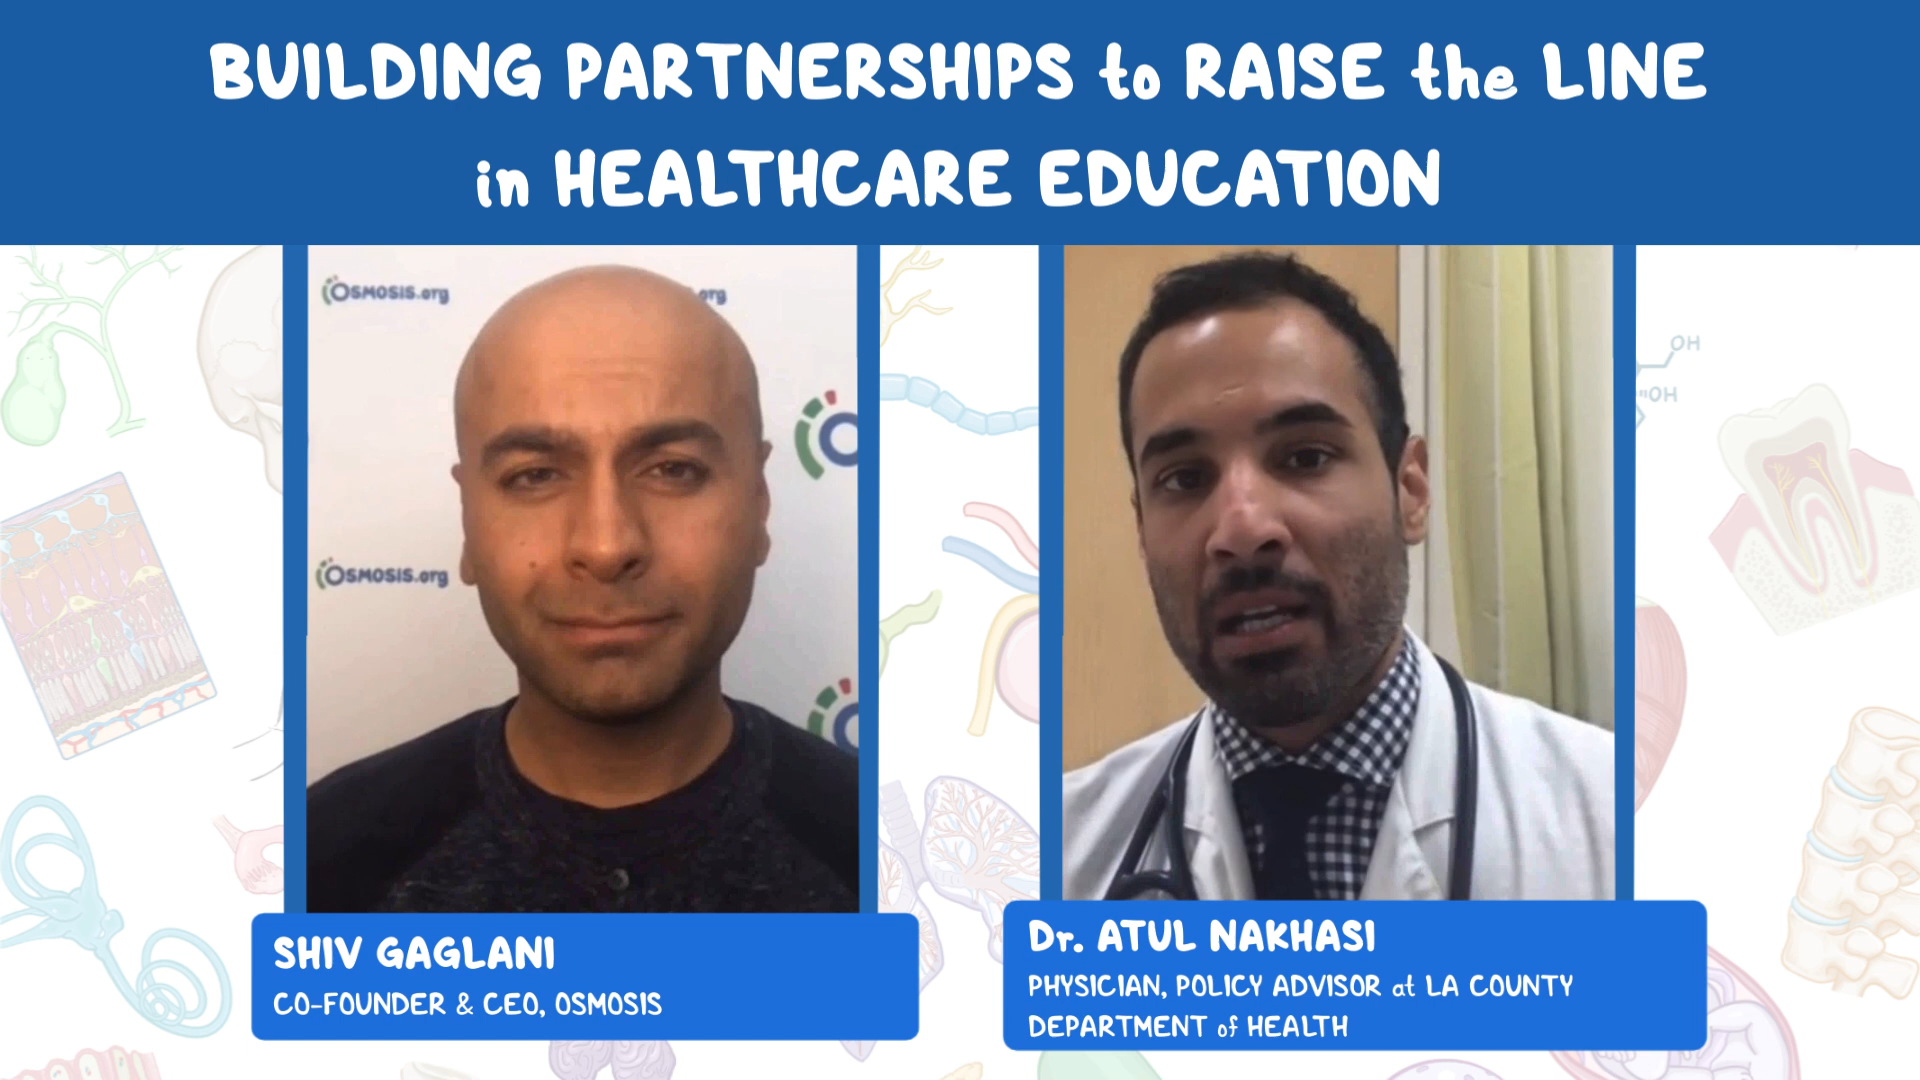 BUILDING PARTNERSHIPS to RAISE the LINE
in HEALTHCARE EDUCATION
OSMOSIS.org
.org
OSMOSIS.org
OH
"OH
SHIV GAGLANI
CO-FOUNDER & CEO, OSMOSIS
Dr. ATUL NAKHASI
PHYSICIAN, POLICY ADVISOR at LA COUNTY
DEPARTMENT of HEALTH